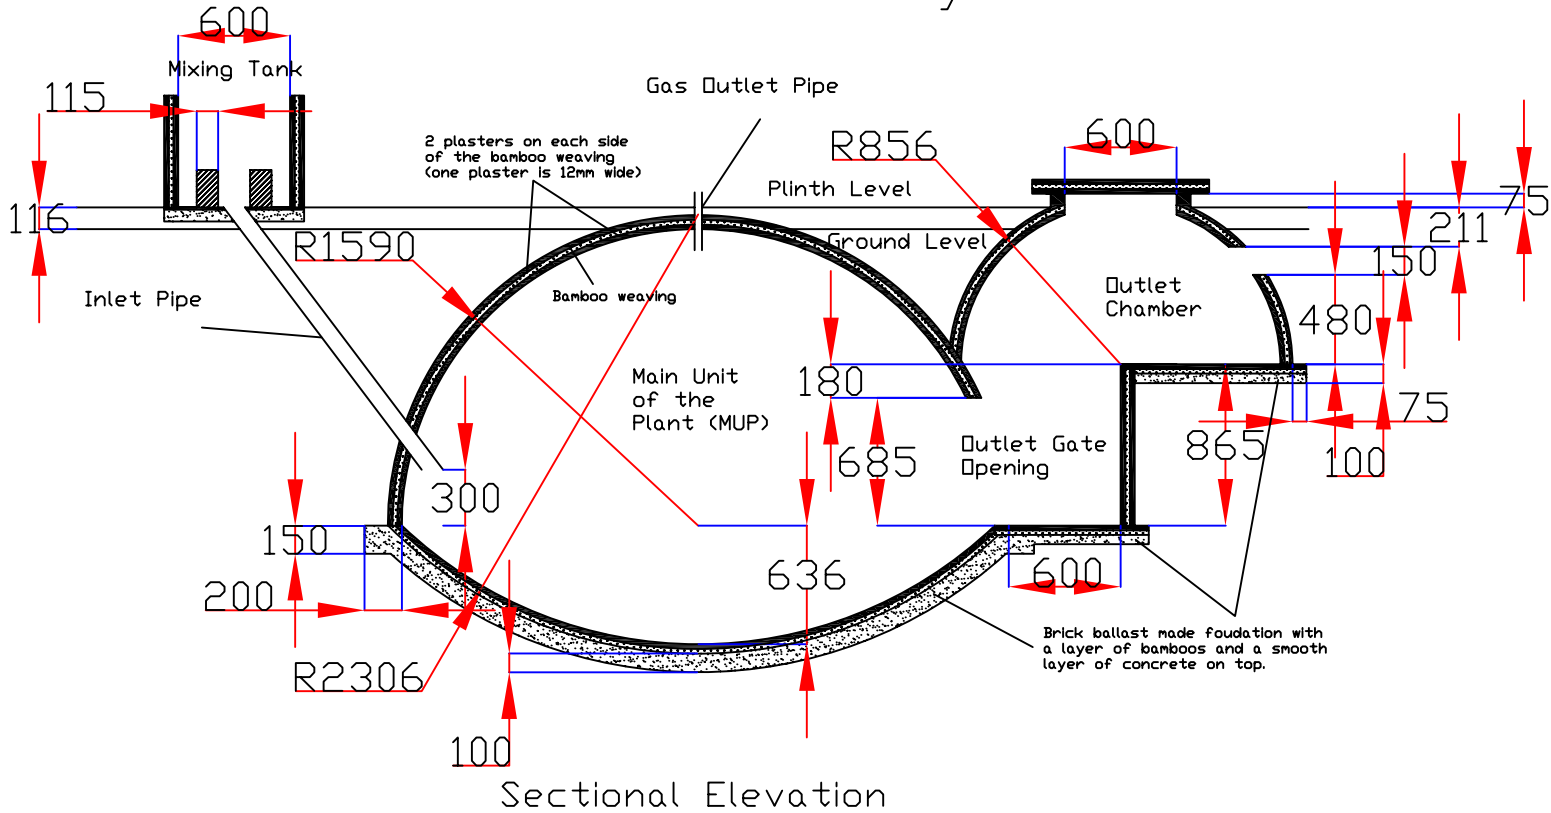 600
Mixing Tank
115
Gas Outlet Pipe
2 plasters on each side
of the bamboo weaving
(one plaster is 12mm wide)
R856
600
Plinth Level
75
116
211
R1590
Ground Level
150
Inlet Pipe
Bamboo weaving
Outlet
Chamber
480
Main Unit
of the
Plant (MUP)
180
75
Outlet Gate
Opening
865
685
100
300
150
636
600
200
Brick ballast made foudation with
a layer of bamboos and a smooth
layer of concrete on top.
R2306
100
Sectional Elevation